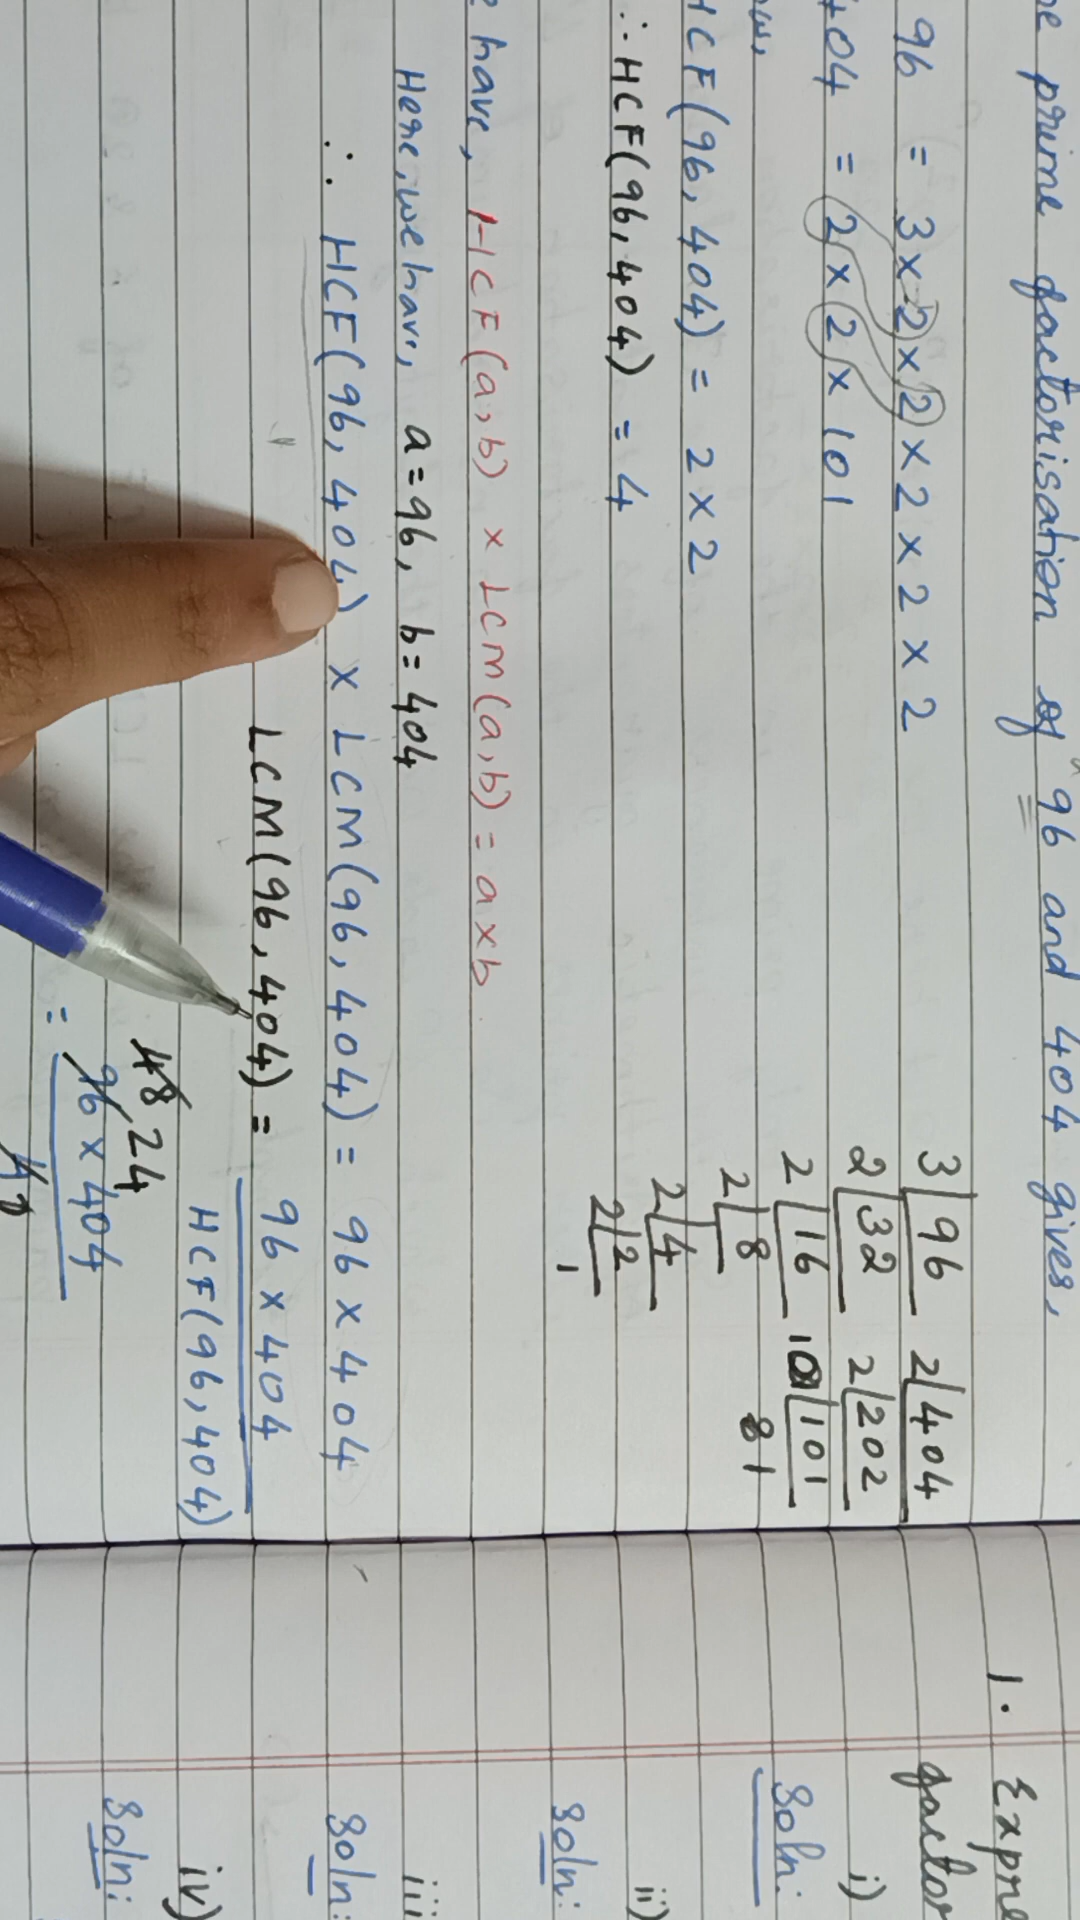 prime factorisation of 96 and 404 gives,
96 = 3 x 2 x 2 x 2 x 2 x 2
404 = 2 x 2 x 101
HCF(96, 404) = 2 x 2
∴ HCF(96, 404) = 4
have, HCF(a, b) x LCM(a, b) = a x b
Here, we have, a = 96, b = 404
∴ HCF(96, 404) x LCM(96, 404) = 96 x 404
LCM(96, 404) = 96 x 404
HCF(96, 404)
48 24
= 96 x 404
3 96
2 32
2 16
2 8
2 4
2 2
1
2 404
2 202
101 101
1
1.
i)
soln:
ii)
soln:
iii
soln:
iv)
soln: